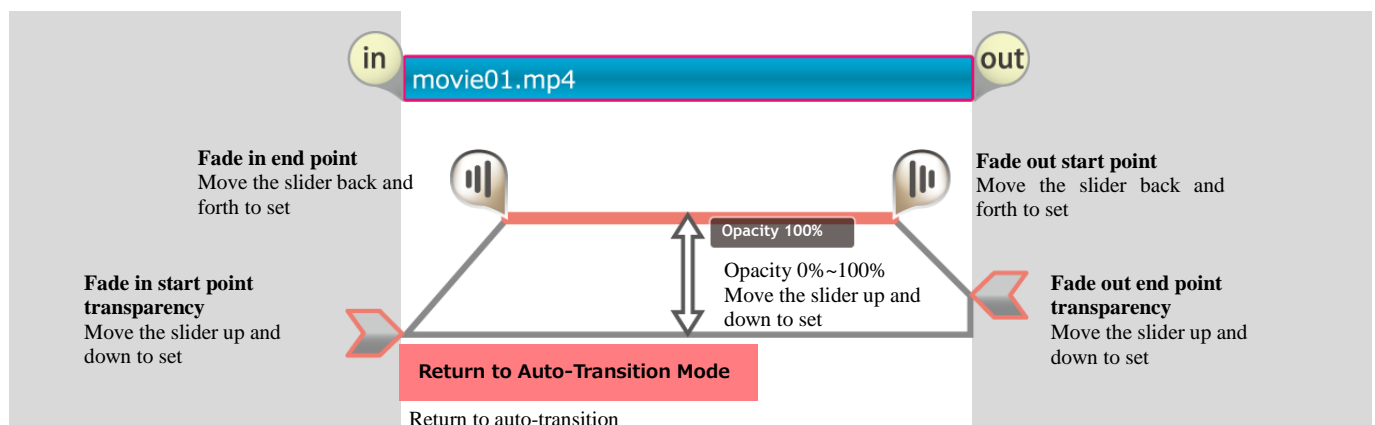 in
out
movie01.mp4
Fade in end point
Move the slider back and
forth to set
Fade out start point
Move the slider back and
forth to set
Opacity 100%
Opacity 0%~100%
Move the slider up and
down to set
Fade in start point
transparency
Move the slider up and
down to set
Fade out end point
transparency
Move the slider up and
down to set
Return to Auto-Transition Mode
Return to auto-transition